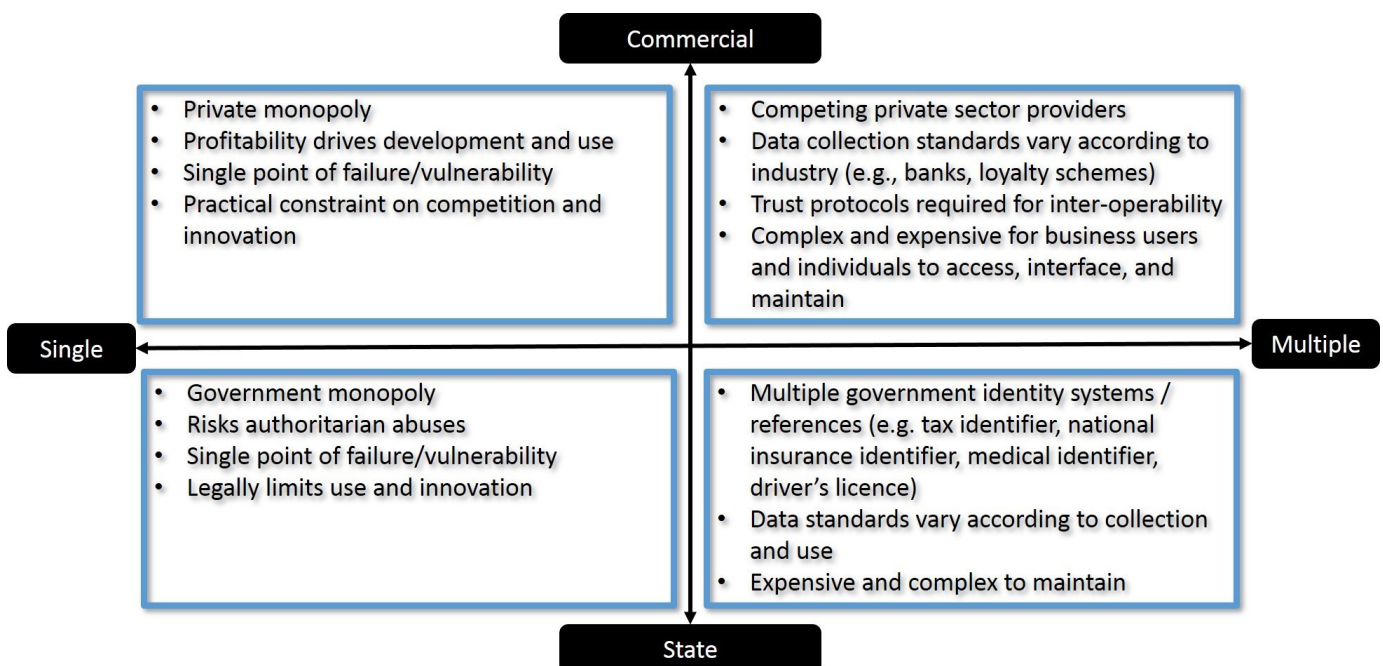 Commercial
• Private monopoly
• Profitability drives development and use
• Single point of failure/vulnerability
• Practical constraint on competition and
innovation
• Competing private sector providers
• Data collection standards vary according to
industry (e.g., banks, loyalty schemes)
• Trust protocols required for inter-operability
• Complex and expensive for business users
and individuals to access, interface, and
maintain
Single
Multiple
• Government monopoly
• Risks authoritarian abuses
• Single point of failure/vulnerability
• Legally limits use and innovation
• Multiple government identity systems /
references (e.g. tax identifier, national
insurance identifier, medical identifier,
driver’s licence)
• Data standards vary according to collection
and use
• Expensive and complex to maintain
State